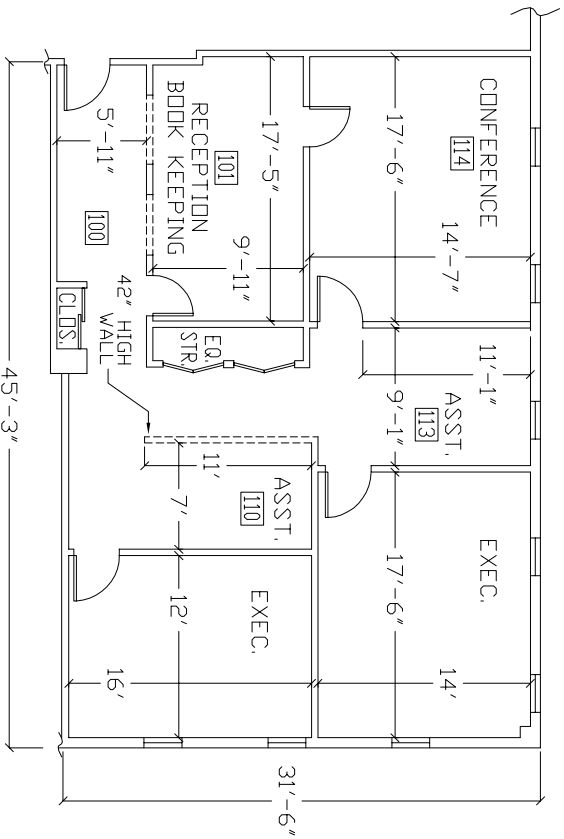 CONFERENCE
114
17'-6"
14'-7"
11'-1"
ASST.
113
9'-1"
EXEC.
17'-6"
14'
RECEPTION
BOOK KEEPING
101
17'-5"
9'-11"
EQ.
STR.
ASST.
110
11'
7'
EXEC.
12'
16'
5'-11"
100
42" HIGH
WALL
CLOS.
45'-3"
31'-6"